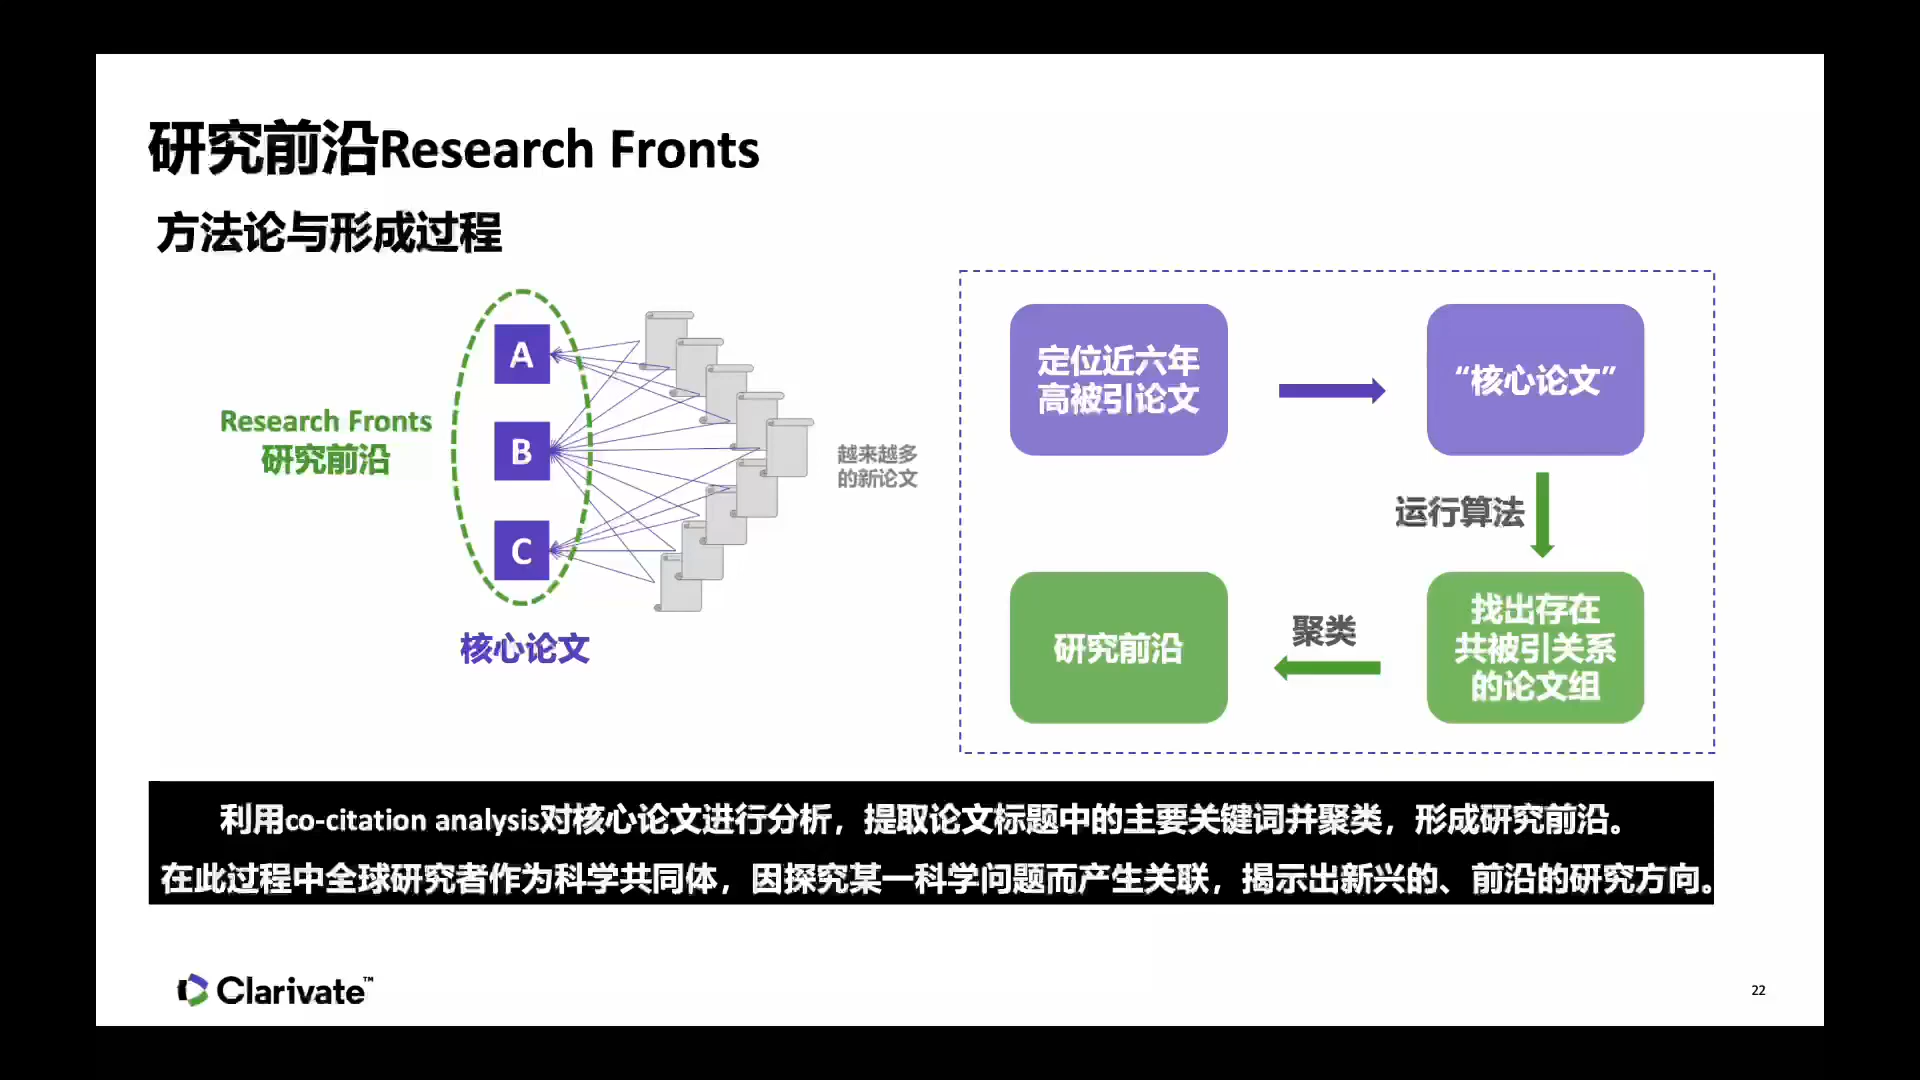 研究前沿Research Fronts
方法论与形成过程
Research Fronts
研究前沿
A
B
C
核心论文
越来越多
的新论文
定位近六年
高被引论文
“核心论文”
运行算法
找出存在
共被引关系
的论文组
聚类
研究前沿
利用co-citation analysis对核心论文进行分析，提取论文标题中的主要关键词并聚类，形成研究前沿。
在此过程中全球研究者作为科学共同体，因探究某一科学问题而产生关联，揭示出新兴的、前沿的研究方向。
Clarivate™
22